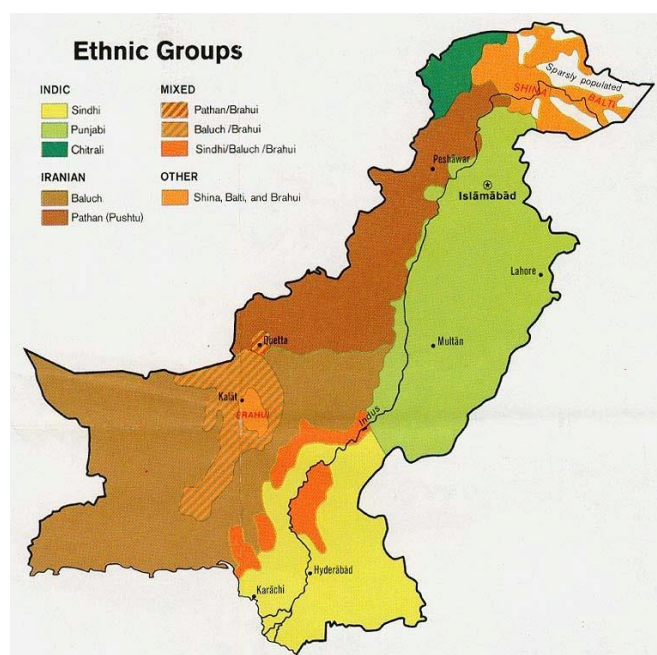 Ethnic Groups
INDIC
Sindhi
Punjabi
Chitrali
IRANIAN
Baluch
Pathan (Pushtu)
MIXED
Pathan/Brahui
Baluch/Brahui
Sindhi/Baluch/Brahui
OTHER
Shina, Balti, and Brahui
Sparsly populated
SHINA
BALTI
Peshāwar
Islāmābād
Lahore
Quetta
Multān
Kalāt
BRAHUI
Indus
Hyderābād
Karāchi